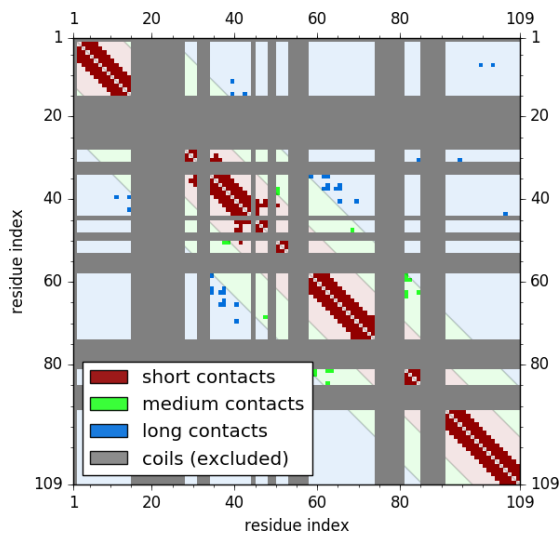 1 20 40 60 80 109
1 1
20 20
40 40
60 60
80 80
109 109
residue index
short contacts
medium contacts
long contacts
coils (excluded)
1 20 40 60 80 109
residue index